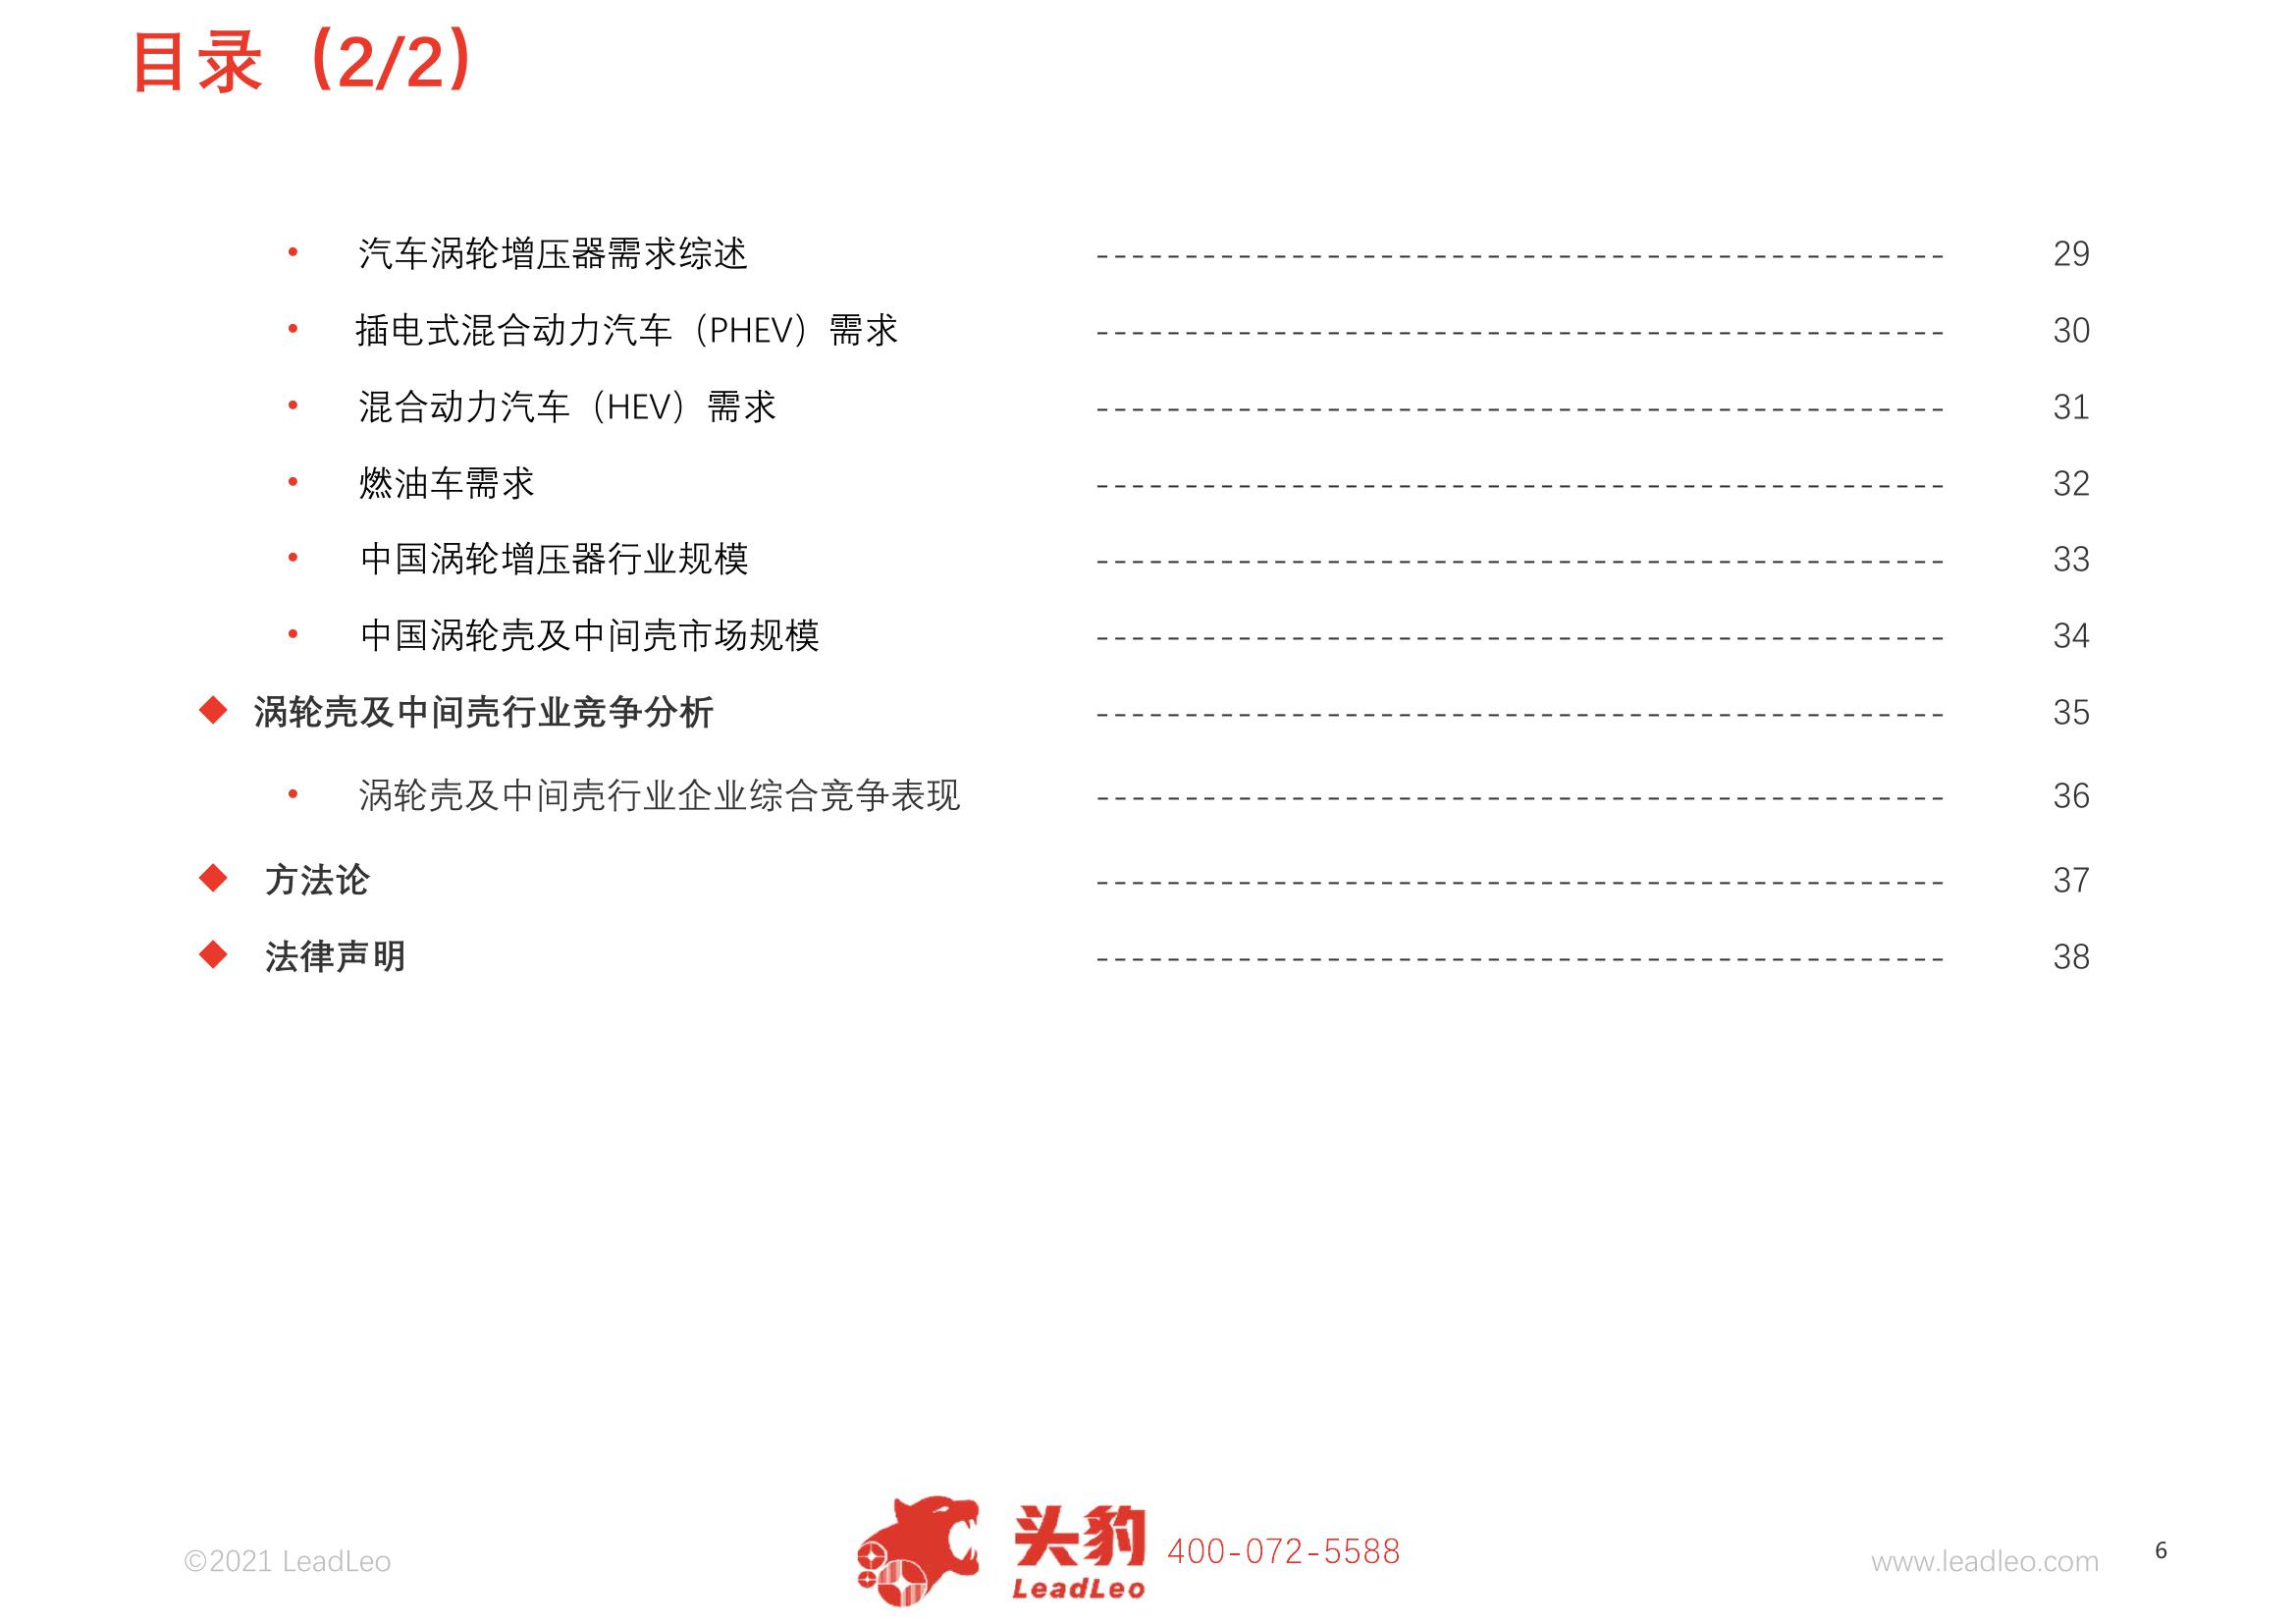 目录（2/2）
• 汽车涡轮增压器需求综述 ------------------------------------------------ 29
• 插电式混合动力汽车（PHEV）需求 ------------------------------------------------ 30
• 混合动力汽车（HEV）需求 ------------------------------------------------ 31
• 燃油车需求 ------------------------------------------------ 32
• 中国涡轮增压器行业规模 ------------------------------------------------ 33
• 中国涡轮壳及中间壳市场规模 ------------------------------------------------ 34
◆ 涡轮壳及中间壳行业竞争分析 ------------------------------------------------ 35
• 涡轮壳及中间壳行业企业综合竞争表现 ------------------------------------------------ 36
◆ 方法论 ------------------------------------------------ 37
◆ 法律声明 ------------------------------------------------ 38
©2021 LeadLeo
头豹
LeadLeo
400-072-5588
www.leadleo.com
6